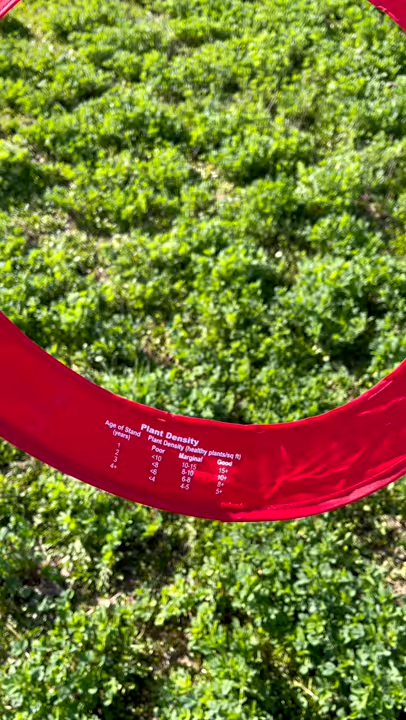 Plant Density
Age of Stand (years) Plant Density (healthy plants/sq ft)
Poor Marginal Good
1 <10 10-15 15+
2 <8 8-10 10+
3 <6 6-8 8+
4+ <4 4-5 5+